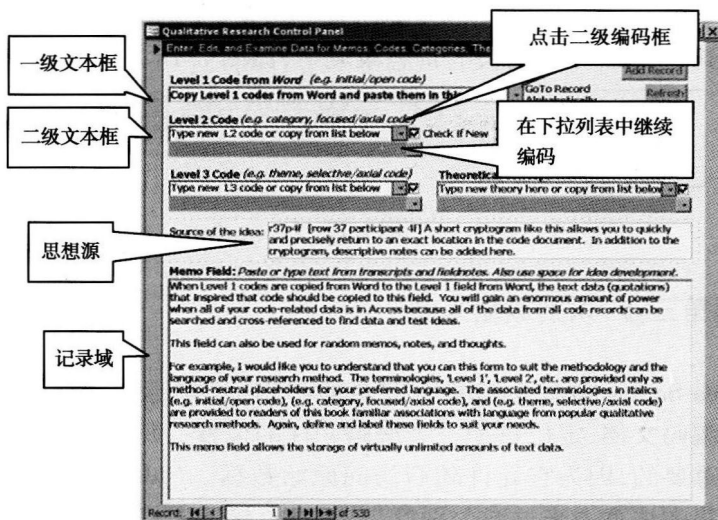 Qualitative Research Control Panel
Enter, Edit, and Examine Data for Memos, Codes, Categories, The
点击二级编码框
一级文本框
Add Record
Level 1 Code from Word (e.g. initial/open code)
Copy Level 1 codes from Word and paste them in thi
GoTo Record
Alphabetically
Refresh
二级文本框
Level 2 Code (e.g. category, focused/axial code)
Type new L2 code or copy from list below
Check if New
在下拉列表中继续
编码
Level 3 Code (e.g. theme, selective/axial code)
Theoretical
Type new L3 code or copy from list below
Type new theory here or copy from list below
思想源
Source of the idea:
r37p4f [row 37 participant 4f] A short cryptogram like this allows you to quickly
and precisely return to an exact location in the code document. In addition to the
cryptogram, descriptive notes can be added here.
Memo Field: Paste or type text from transcripts and fieldnotes. Also use space for idea development.
记录域
When Level 1 codes are copied from Word to the Level 1 field from Word, the text data (quotations)
that inspired that code should be copied to this field. You will gain an enormous amount of power
when all of your code-related data is in Access because all of the data from all code records can be
searched and cross-referenced to find data and test ideas.
This field can also be used for random memos, notes, and thoughts.
For example, I would like you to understand that you can this form to suit the methodology and the
language of your research method. The terminologies, 'Level 1', 'Level 2', etc. are provided only as
method-neutral placeholders for your preferred language. The associated terminologies in italics
(e.g. initial/open code), (e.g. category, focused/axial code), and (e.g. theme, selective/axial code)
are provided to readers of this book familiar associations with language from popular qualitative
research methods. Again, define and label these fields to suit your needs.
This memo field allows the storage of virtually unlimited amounts of text data.
Record: 1 of 530